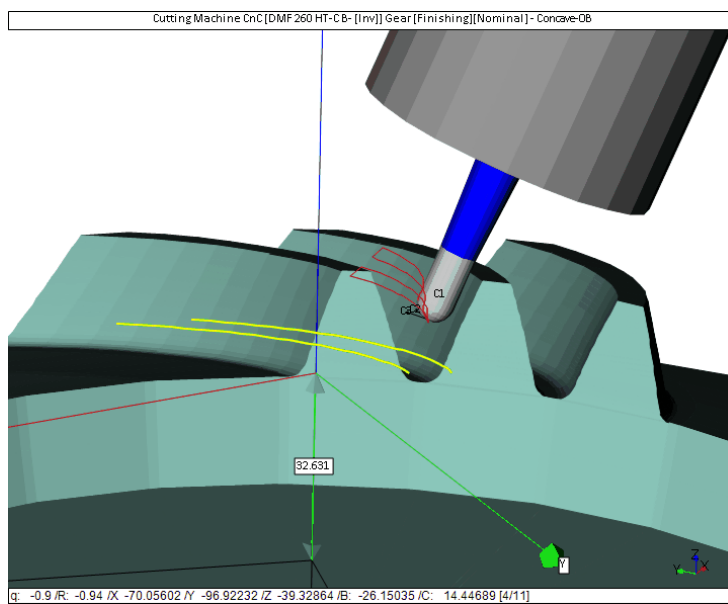 Cutting Machine CnC [DMF 260 HT-C B- [Inv]] Gear [Finishing][Nominal] - Concave-OB
C1
C2
32.631
Y
Z
Y
X
q: -0.9 /R: -0.94 /X -70.05602 /Y -96.92232 /Z -39.32864 /B: -26.15035 /C: 14.44689 [4/11]